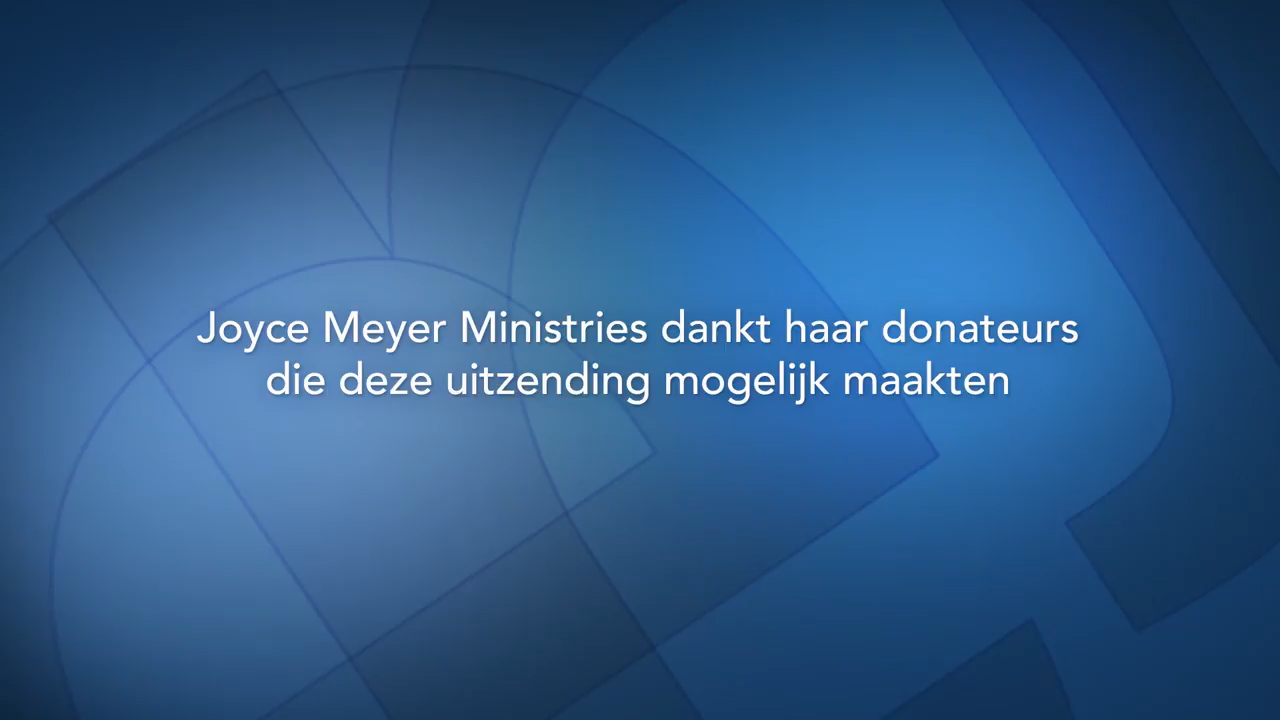 Joyce Meyer Ministries dankt haar donateurs
die deze uitzending mogelijk maakten